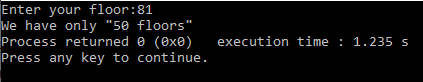 Enter your floor:81
We have only "50 floors"
Process returned 0 (0x0)   execution time : 1.235 s
Press any key to continue.